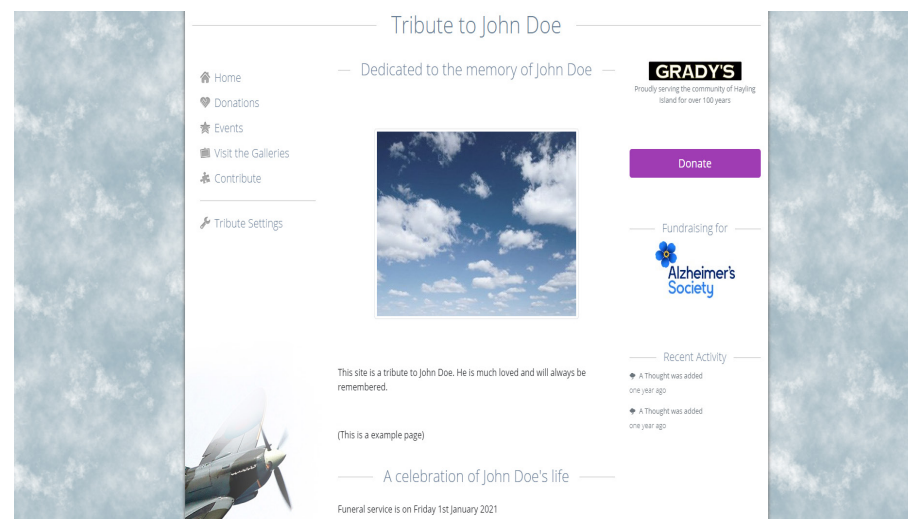 Tribute to John Doe
Home
Donations
Events
Visit the Galleries
Contribute
Tribute Settings
Dedicated to the memory of John Doe
This site is a tribute to John Doe. He is much loved and will always be
remembered.
(This is a example page)
A celebration of John Doe's life
Funeral service is on Friday 1st January 2021
GRADY'S
Proudly serving the community of Hayling
Island for over 100 years
Donate
Fundraising for
Alzheimer's
Society
Recent Activity
A Thought was added
one year ago
A Thought was added
one year ago